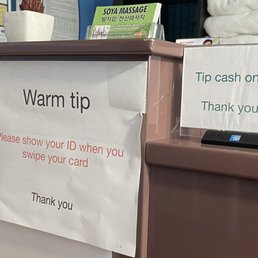 SOYA MASSAGE
Warm tip
Please show your ID when you
swipe your card
Thank you
Tip cash on
Thank you